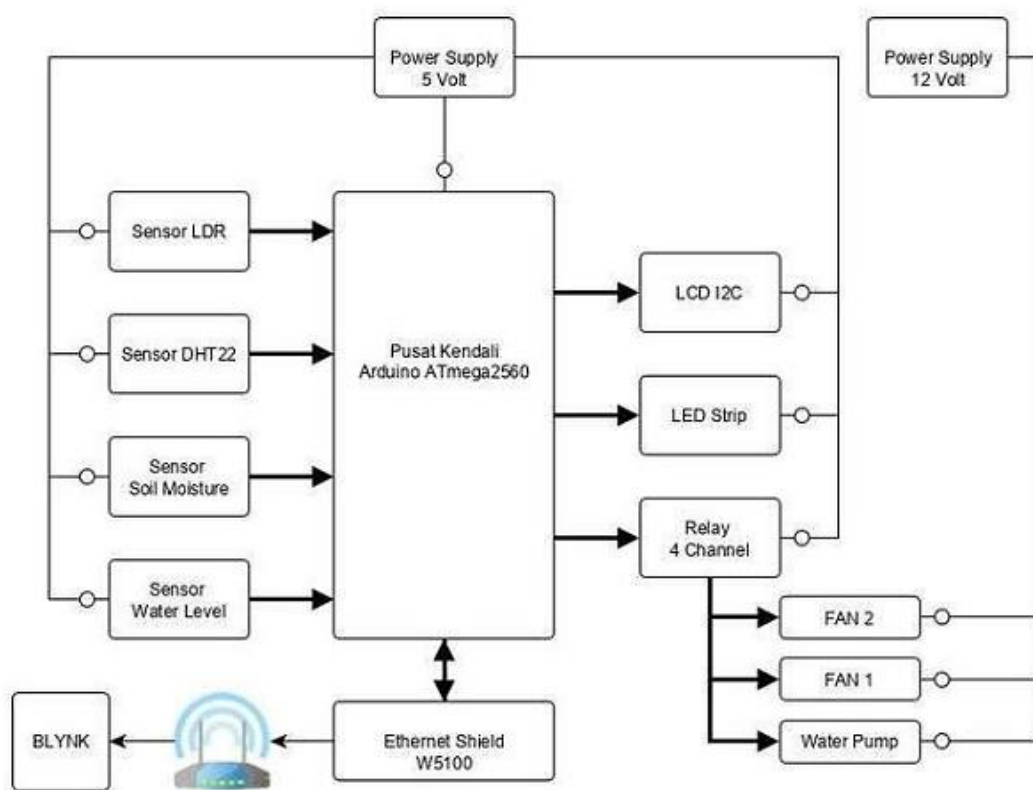 Power Supply
5 Volt
Power Supply
12 Volt
Sensor LDR
Sensor DHT22
Sensor
Soil Moisture
Sensor
Water Level
Pusat Kendali
Arduino ATmega2560
LCD I2C
LED Strip
Relay
4 Channel
FAN 2
FAN 1
Water Pump
BLYNK
Ethernet Shield
W5100